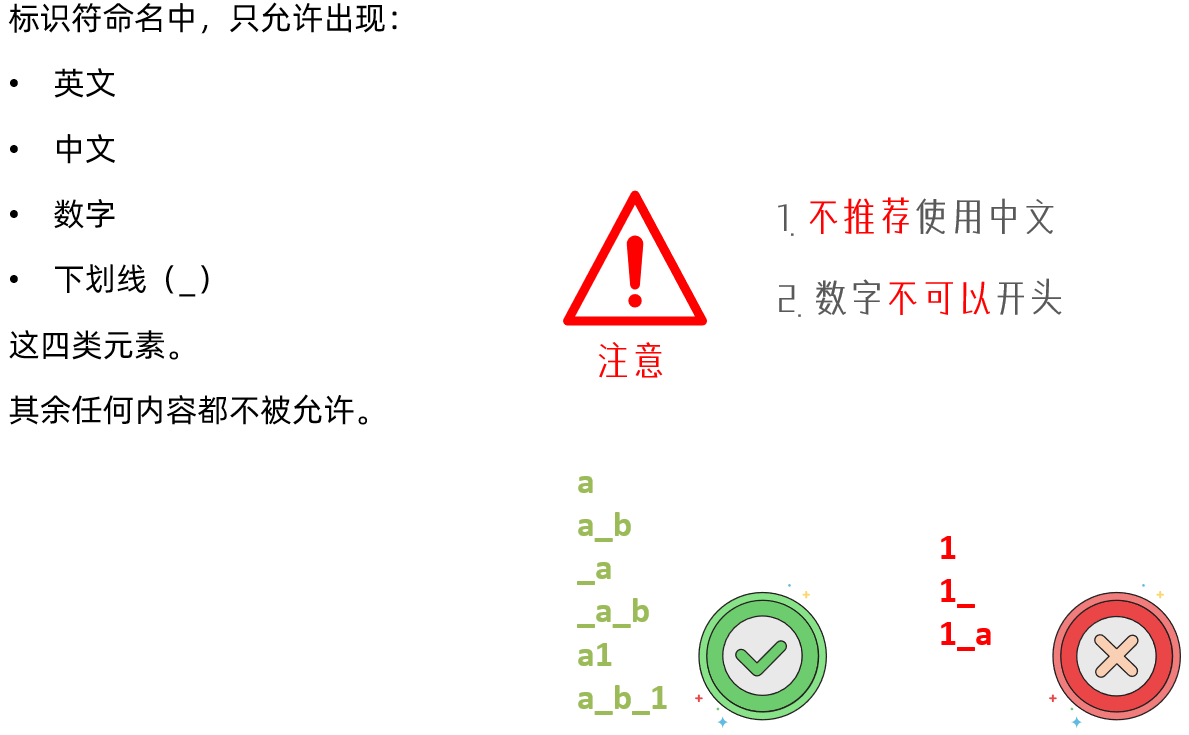 标识符命名中，只允许出现：
• 英文
• 中文
• 数字
• 下划线（_）
这四类元素。
其余任何内容都不被允许。
注意
1. 不推荐使用中文
2. 数字不可以开头
a
a_b
_a
_a_b
a1
a_b_1
1
1_
1_a